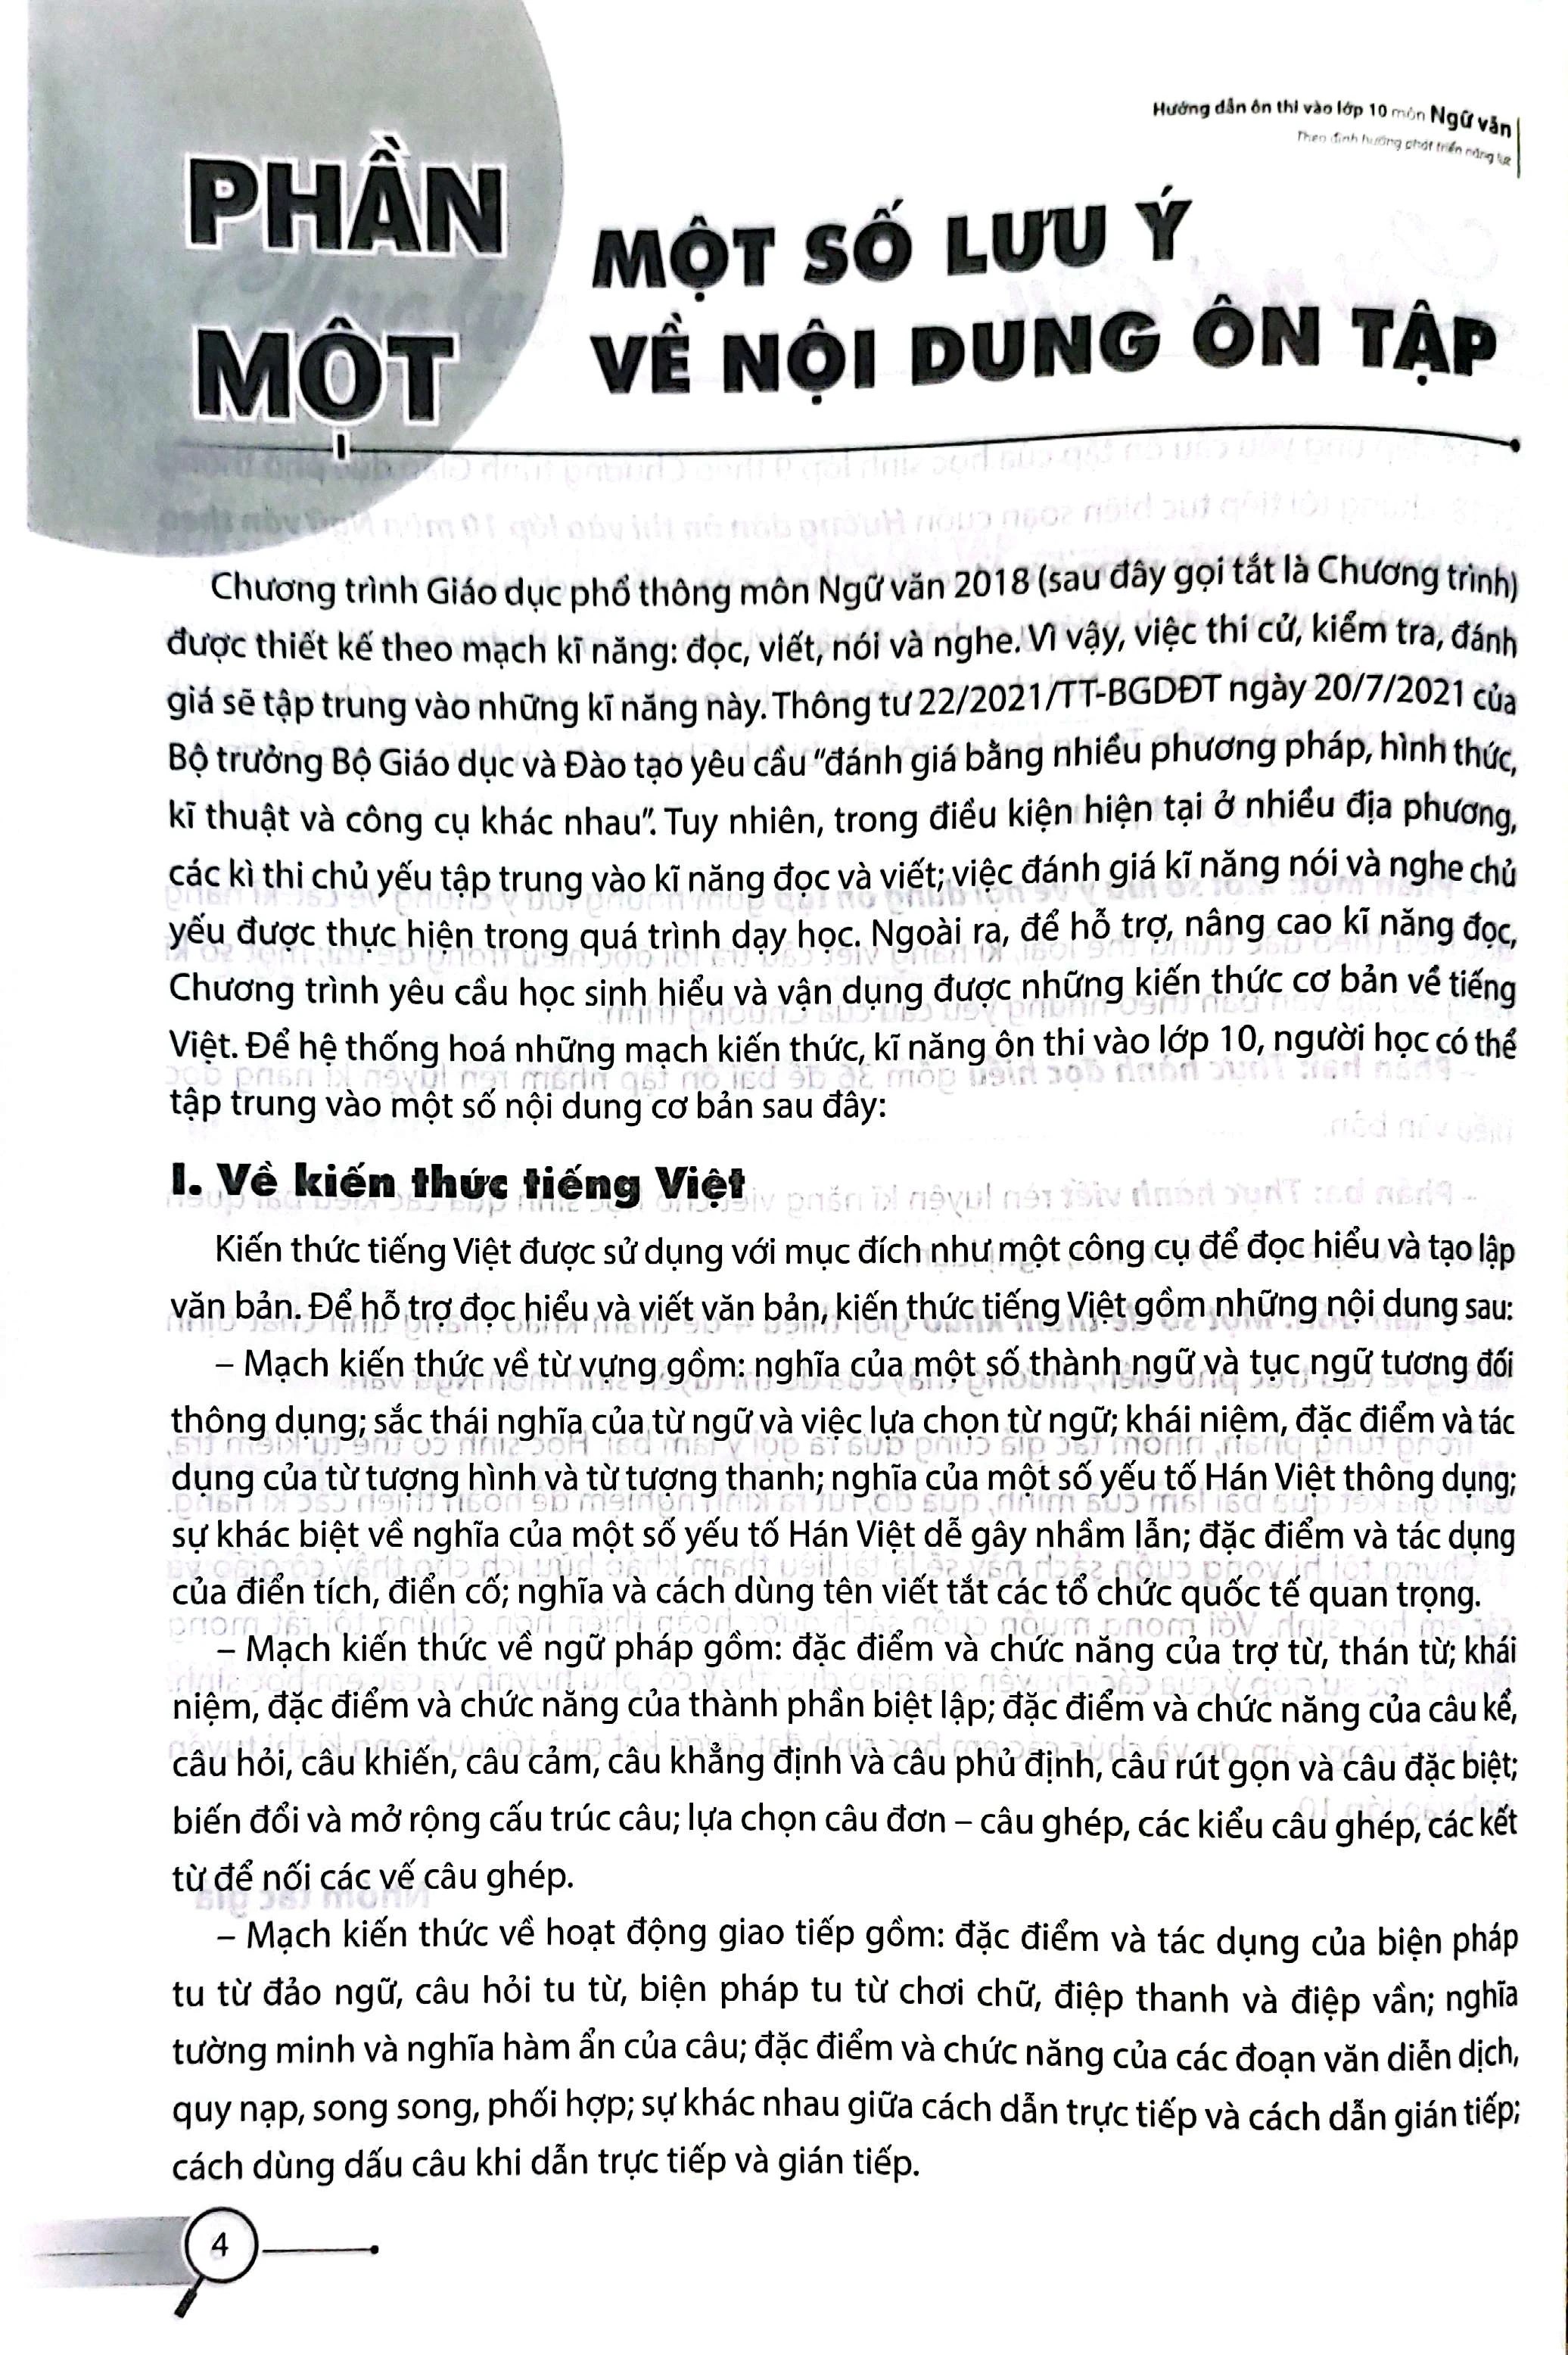 Hướng dẫn ôn thi vào lớp 10 môn Ngữ văn
Theo định hướng phát triển năng lực
PHẦN
MỘT
MỘT SỐ LƯU Ý
VỀ NỘI DUNG ÔN TẬP
Chương trình Giáo dục phổ thông môn Ngữ văn 2018 (sau đây gọi tắt là Chương trình)
được thiết kế theo mạch kĩ năng: đọc, viết, nói và nghe. Vì vậy, việc thi cử, kiểm tra, đánh
giá sẽ tập trung vào những kĩ năng này. Thông tư 22/2021/TT-BGDĐT ngày 20/7/2021 của
Bộ trưởng Bộ Giáo dục và Đào tạo yêu cầu “đánh giá bằng nhiều phương pháp, hình thức,
kĩ thuật và công cụ khác nhau”. Tuy nhiên, trong điều kiện hiện tại ở nhiều địa phương,
các kì thi chủ yếu tập trung vào kĩ năng đọc và viết; việc đánh giá kĩ năng nói và nghe chủ
yếu được thực hiện trong quá trình dạy học. Ngoài ra, để hỗ trợ, nâng cao kĩ năng đọc,
Chương trình yêu cầu học sinh hiểu và vận dụng được những kiến thức cơ bản về tiếng
Việt. Để hệ thống hoá những mạch kiến thức, kĩ năng ôn thi vào lớp 10, người học có thể
tập trung vào một số nội dung cơ bản sau đây:
I. Về kiến thức tiếng Việt
Kiến thức tiếng Việt được sử dụng với mục đích như một công cụ để đọc hiểu và tạo lập
văn bản. Để hỗ trợ đọc hiểu và viết văn bản, kiến thức tiếng Việt gồm những nội dung sau:
– Mạch kiến thức về từ vựng gồm: nghĩa của một số thành ngữ và tục ngữ tương đối
thông dụng; sắc thái nghĩa của từ ngữ và việc lựa chọn từ ngữ; khái niệm, đặc điểm và tác
dụng của từ tượng hình và từ tượng thanh; nghĩa của một số yếu tố Hán Việt thông dụng;
sự khác biệt về nghĩa của một số yếu tố Hán Việt dễ gây nhầm lẫn; đặc điểm và tác dụng
của điển tích, điển cố; nghĩa và cách dùng tên viết tắt các tổ chức quốc tế quan trọng.
– Mạch kiến thức về ngữ pháp gồm: đặc điểm và chức năng của trợ từ, thán từ; khái
niệm, đặc điểm và chức năng của thành phần biệt lập; đặc điểm và chức năng của câu kể,
câu hỏi, câu khiến, câu cảm, câu khẳng định và câu phủ định, câu rút gọn và câu đặc biệt;
biến đổi và mở rộng cấu trúc câu; lựa chọn câu đơn – câu ghép, các kiểu câu ghép, các kết
từ để nối các vế câu ghép.
– Mạch kiến thức về hoạt động giao tiếp gồm: đặc điểm và tác dụng của biện pháp
tu từ đảo ngữ, câu hỏi tu từ, biện pháp tu từ chơi chữ, điệp thanh và điệp vần; nghĩa
tường minh và nghĩa hàm ẩn của câu; đặc điểm và chức năng của các đoạn văn diễn dịch,
quy nạp, song song, phối hợp; sự khác nhau giữa cách dẫn trực tiếp và cách dẫn gián tiếp;
cách dùng dấu câu khi dẫn trực tiếp và gián tiếp.
4